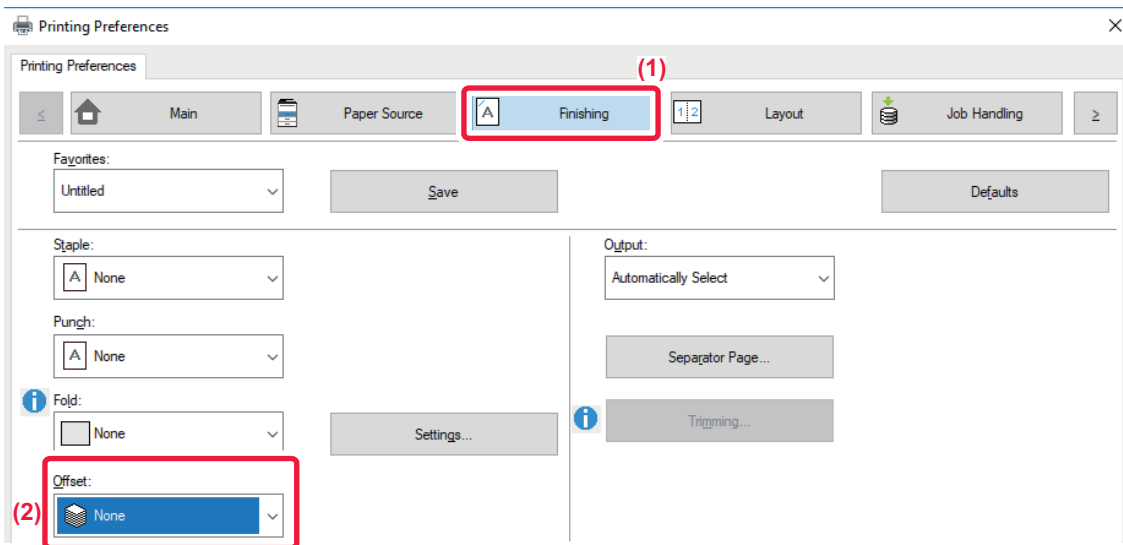 Printing Preferences
Printing Preferences
(1)
Main
Paper Source
Finishing
Layout
Job Handling
Favorites:
Untitled
Save
Defaults
Staple:
None
Output:
Automatically Select
Punch:
None
Separator Page...
Fold:
None
Settings...
Trimming...
Offset:
(2)
None